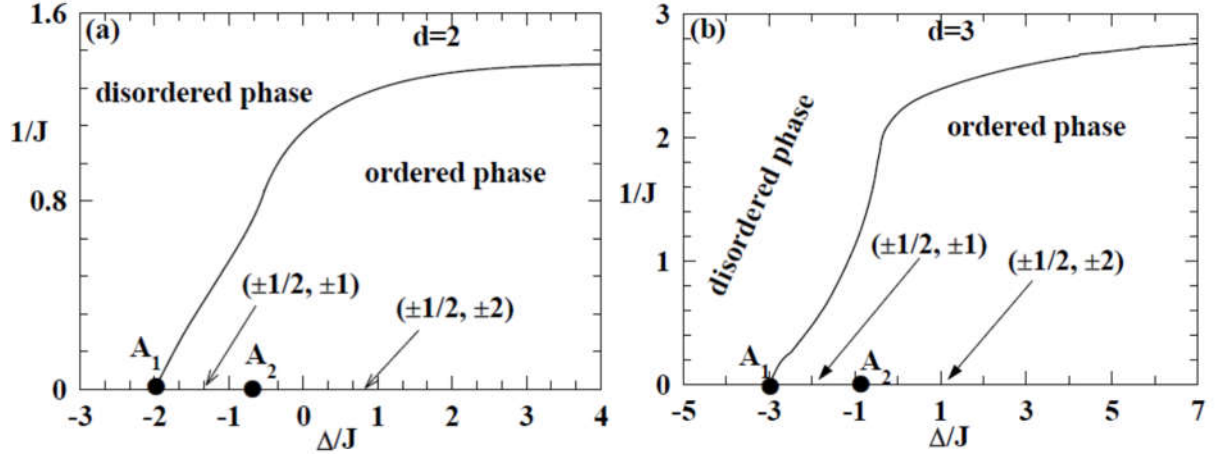 (a)
d=2
1.6
disordered phase
1/J
ordered phase
0.8
(±1/2, ±1)
(±1/2, ±2)
A1
A2
0
-3 -2 -1 0 1 2 3 4
Δ/J
(b)
d=3
3
disordered phase
ordered phase
2
1/J
(±1/2, ±1)
(±1/2, ±2)
1
A1
A2
0
-5 -3 -1 1 3 5 7
Δ/J